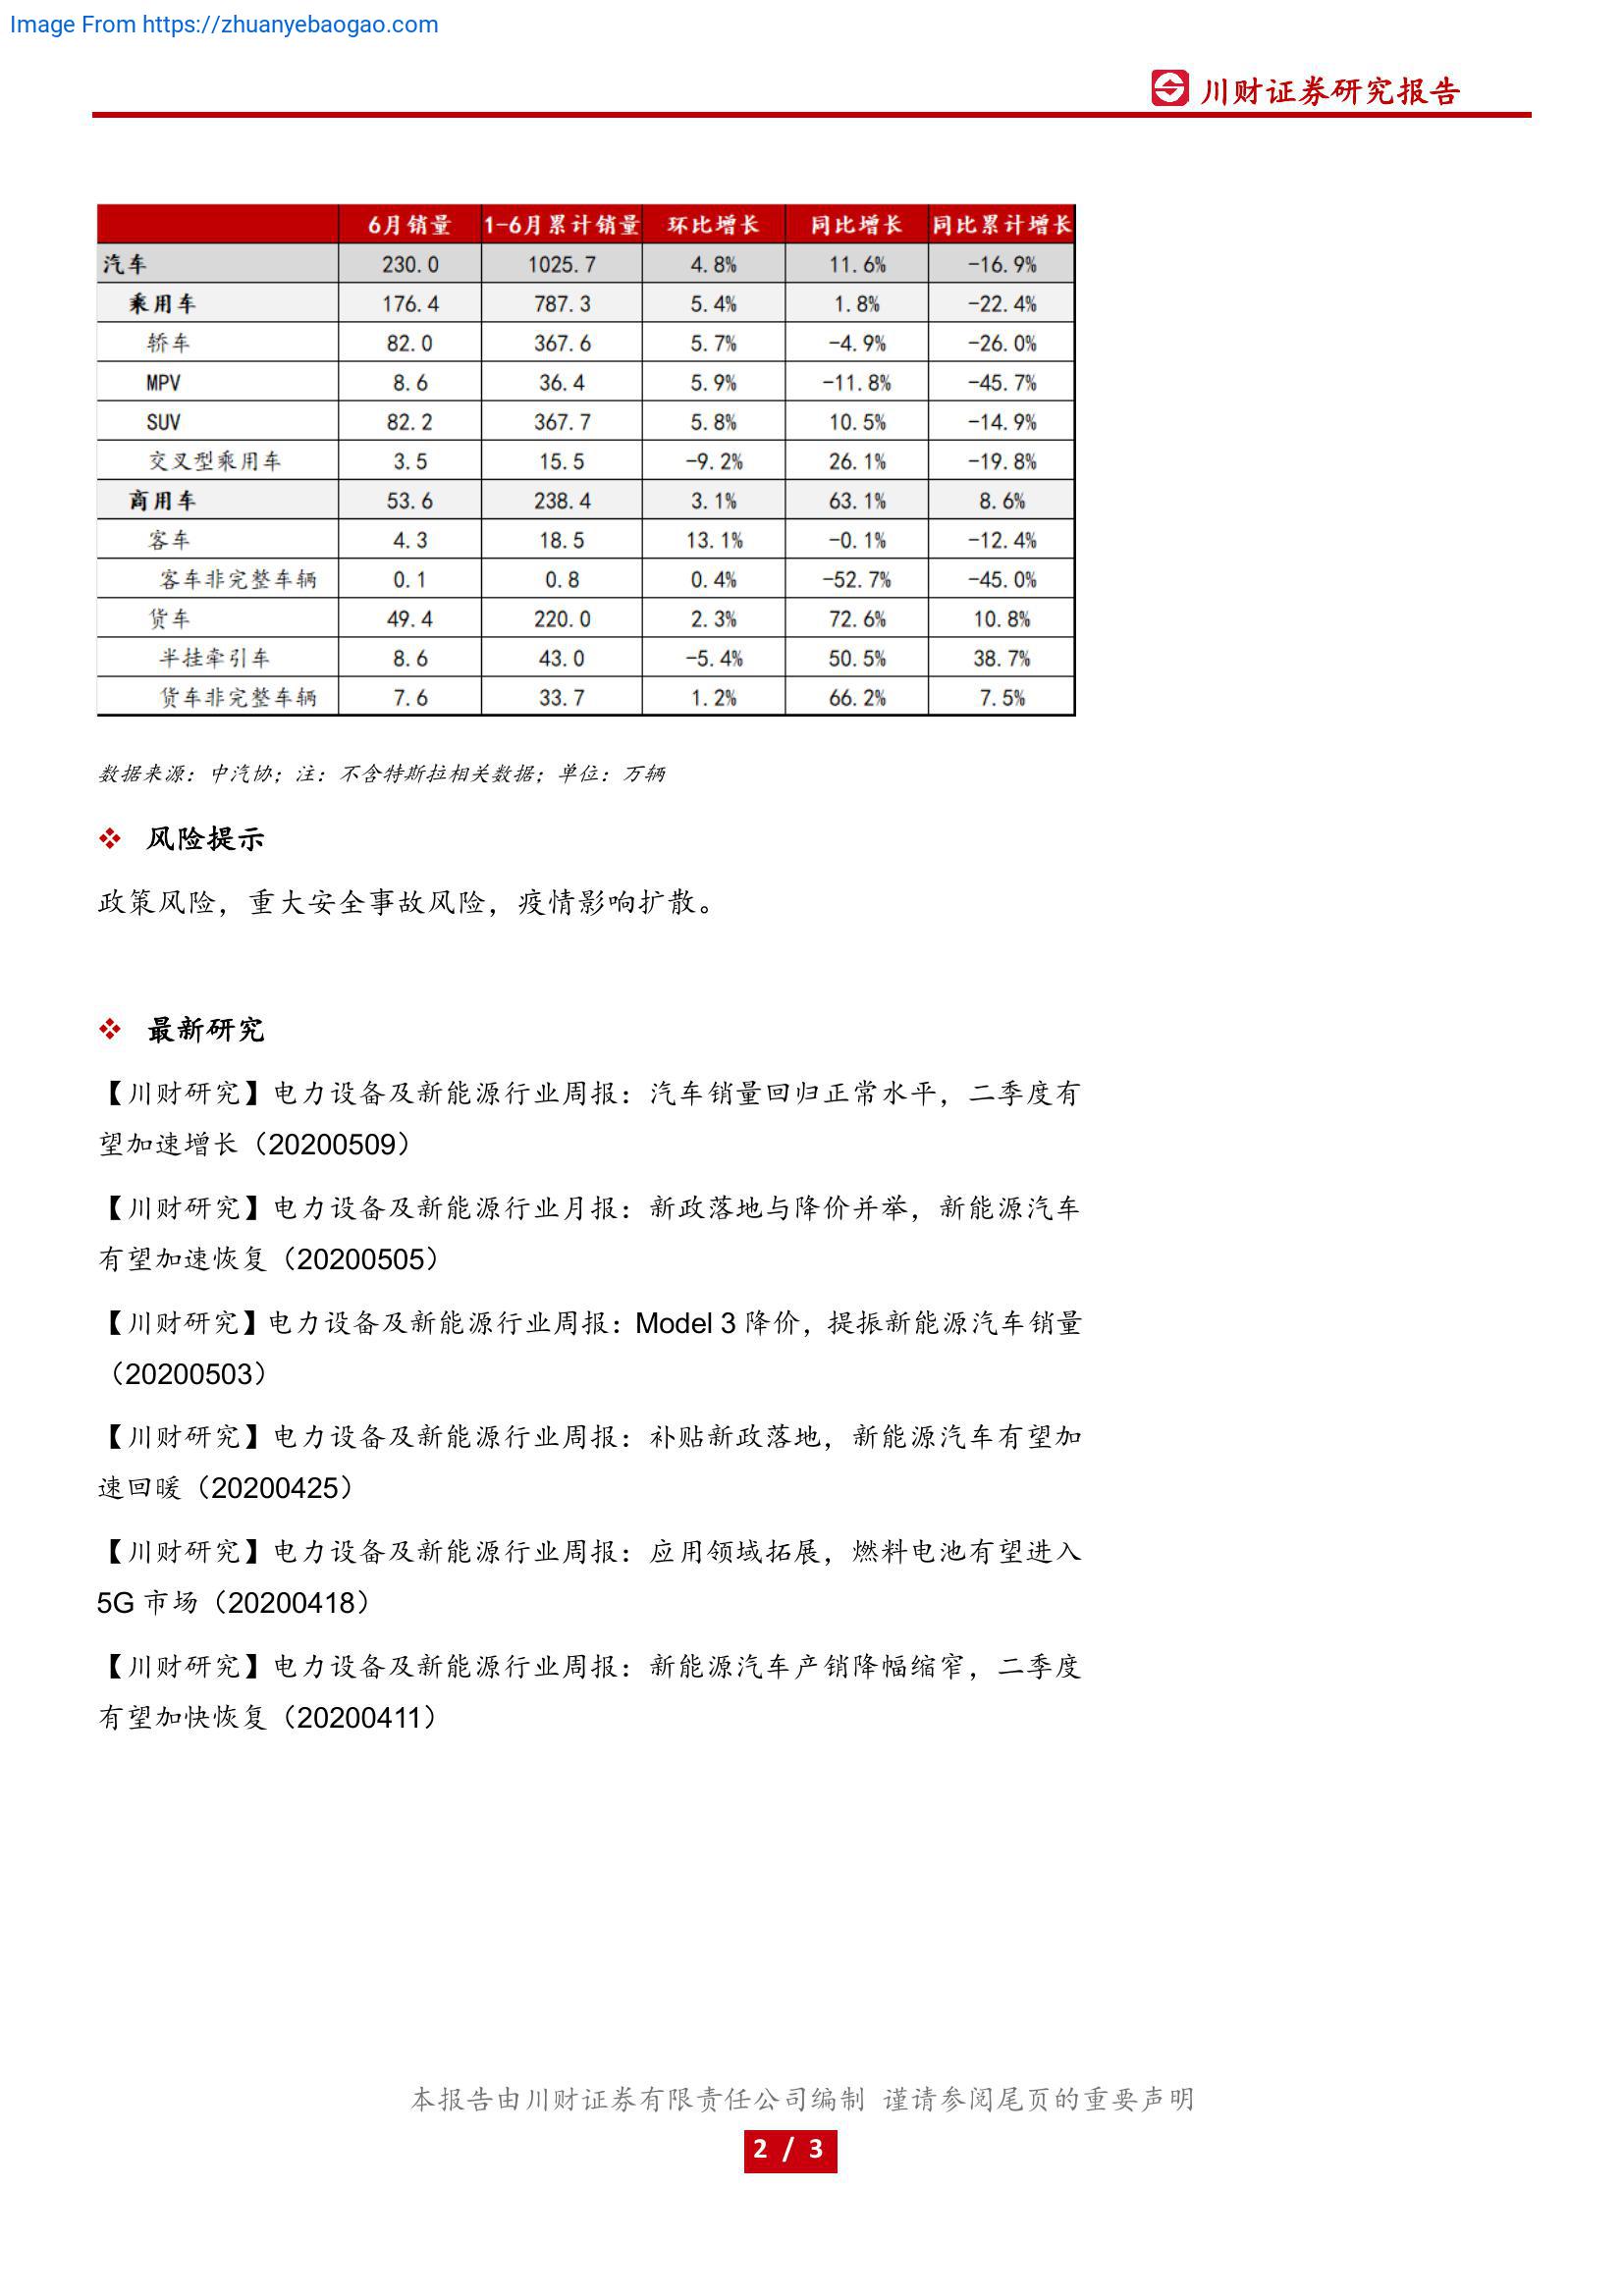 Image From https://zhuanyebaogao.com
川财证券研究报告
6月销量 1-6月累计销量 环比增长 同比增长 同比累计增长
汽车 230.0 1025.7 4.8% 11.6% -16.9%
乘用车 176.4 787.3 5.4% 1.8% -22.4%
轿车 82.0 367.6 5.7% -4.9% -26.0%
MPV 8.6 36.4 5.9% -11.8% -45.7%
SUV 82.2 367.7 5.8% 10.5% -14.9%
交叉型乘用车 3.5 15.5 -9.2% 26.1% -19.8%
商用车 53.6 238.4 3.1% 63.1% 8.6%
客车 4.3 18.5 13.1% -0.1% -12.4%
客车非完整车辆 0.1 0.8 0.4% -52.7% -45.0%
货车 49.4 220.0 2.3% 72.6% 10.8%
半挂牵引车 8.6 43.0 -5.4% 50.5% 38.7%
货车非完整车辆 7.6 33.7 1.2% 66.2% 7.5%
数据来源：中汽协；注：不含特斯拉相关数据；单位：万辆
❖ 风险提示
政策风险，重大安全事故风险，疫情影响扩散。
❖ 最新研究
【川财研究】电力设备及新能源行业周报：汽车销量回归正常水平，二季度有
望加速增长（20200509）
【川财研究】电力设备及新能源行业月报：新政落地与降价并举，新能源汽车
有望加速恢复（20200505）
【川财研究】电力设备及新能源行业周报：Model 3 降价，提振新能源汽车销量
（20200503）
【川财研究】电力设备及新能源行业周报：补贴新政落地，新能源汽车有望加
速回暖（20200425）
【川财研究】电力设备及新能源行业周报：应用领域拓展，燃料电池有望进入
5G 市场（20200418）
【川财研究】电力设备及新能源行业周报：新能源汽车产销降幅缩窄，二季度
有望加快恢复（20200411）
本报告由川财证券有限责任公司编制 谨请参阅尾页的重要声明
2 / 3